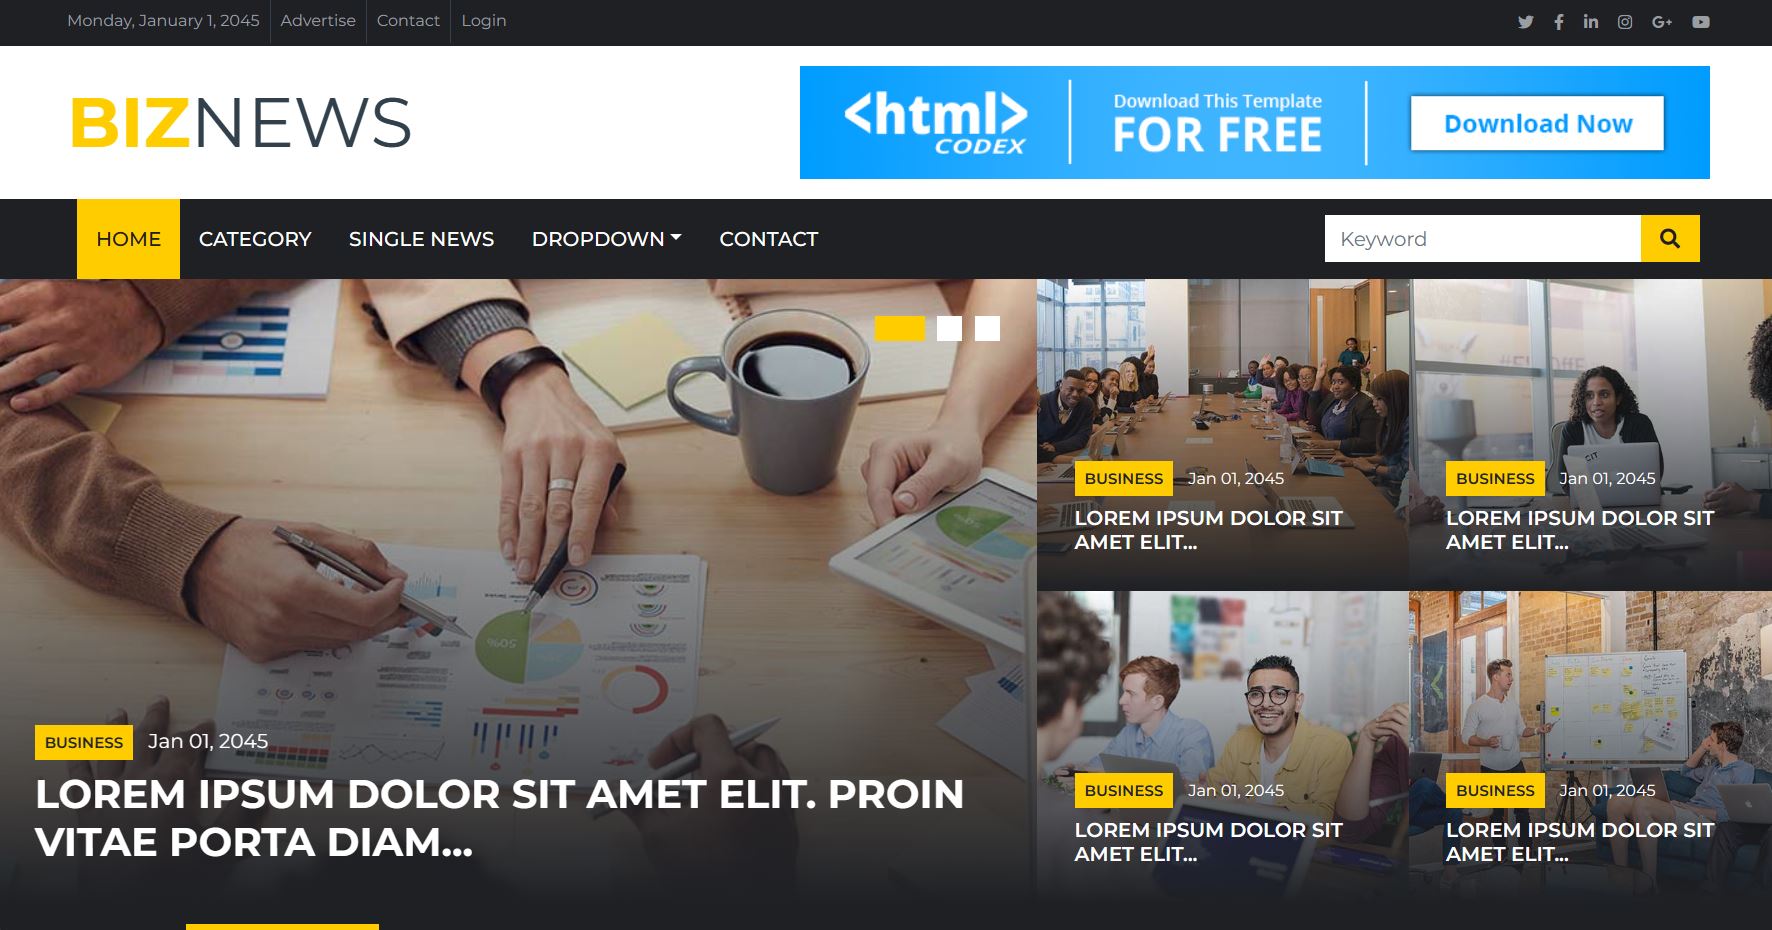 Monday, January 1, 2045 Advertise Contact Login
BIZNEWS
<html>
CODEX
Download This Template
FOR FREE
Download Now
HOME CATEGORY SINGLE NEWS DROPDOWN CONTACT
Keyword
BUSINESS Jan 01, 2045
LOREM IPSUM DOLOR SIT AMET ELIT. PROIN
VITAE PORTA DIAM...
BUSINESS Jan 01, 2045
LOREM IPSUM DOLOR SIT
AMET ELIT...
BUSINESS Jan 01, 2045
LOREM IPSUM DOLOR SIT
AMET ELIT...
BUSINESS Jan 01, 2045
LOREM IPSUM DOLOR SIT
AMET ELIT...
BUSINESS Jan 01, 2045
LOREM IPSUM DOLOR SIT
AMET ELIT...
50%
CIT